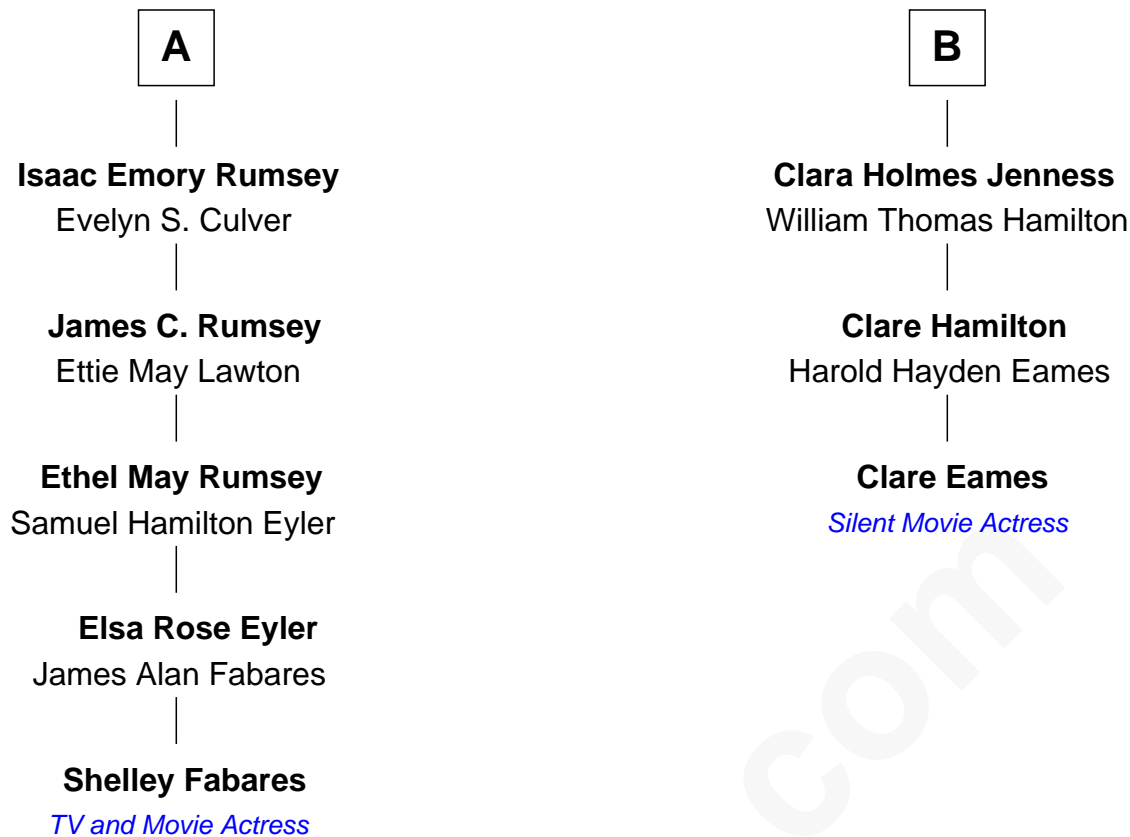 A
Isaac Emory Rumsey
Evelyn S. Culver
James C. Rumsey
Ettie May Lawton
Ethel May Rumsey
Samuel Hamilton Eyler
Elsa Rose Eyler
James Alan Fabares
Shelley Fabares
TV and Movie Actress
B
Clara Holmes Jenness
William Thomas Hamilton
Clare Hamilton
Harold Hayden Eames
Clare Eames
Silent Movie Actress
com